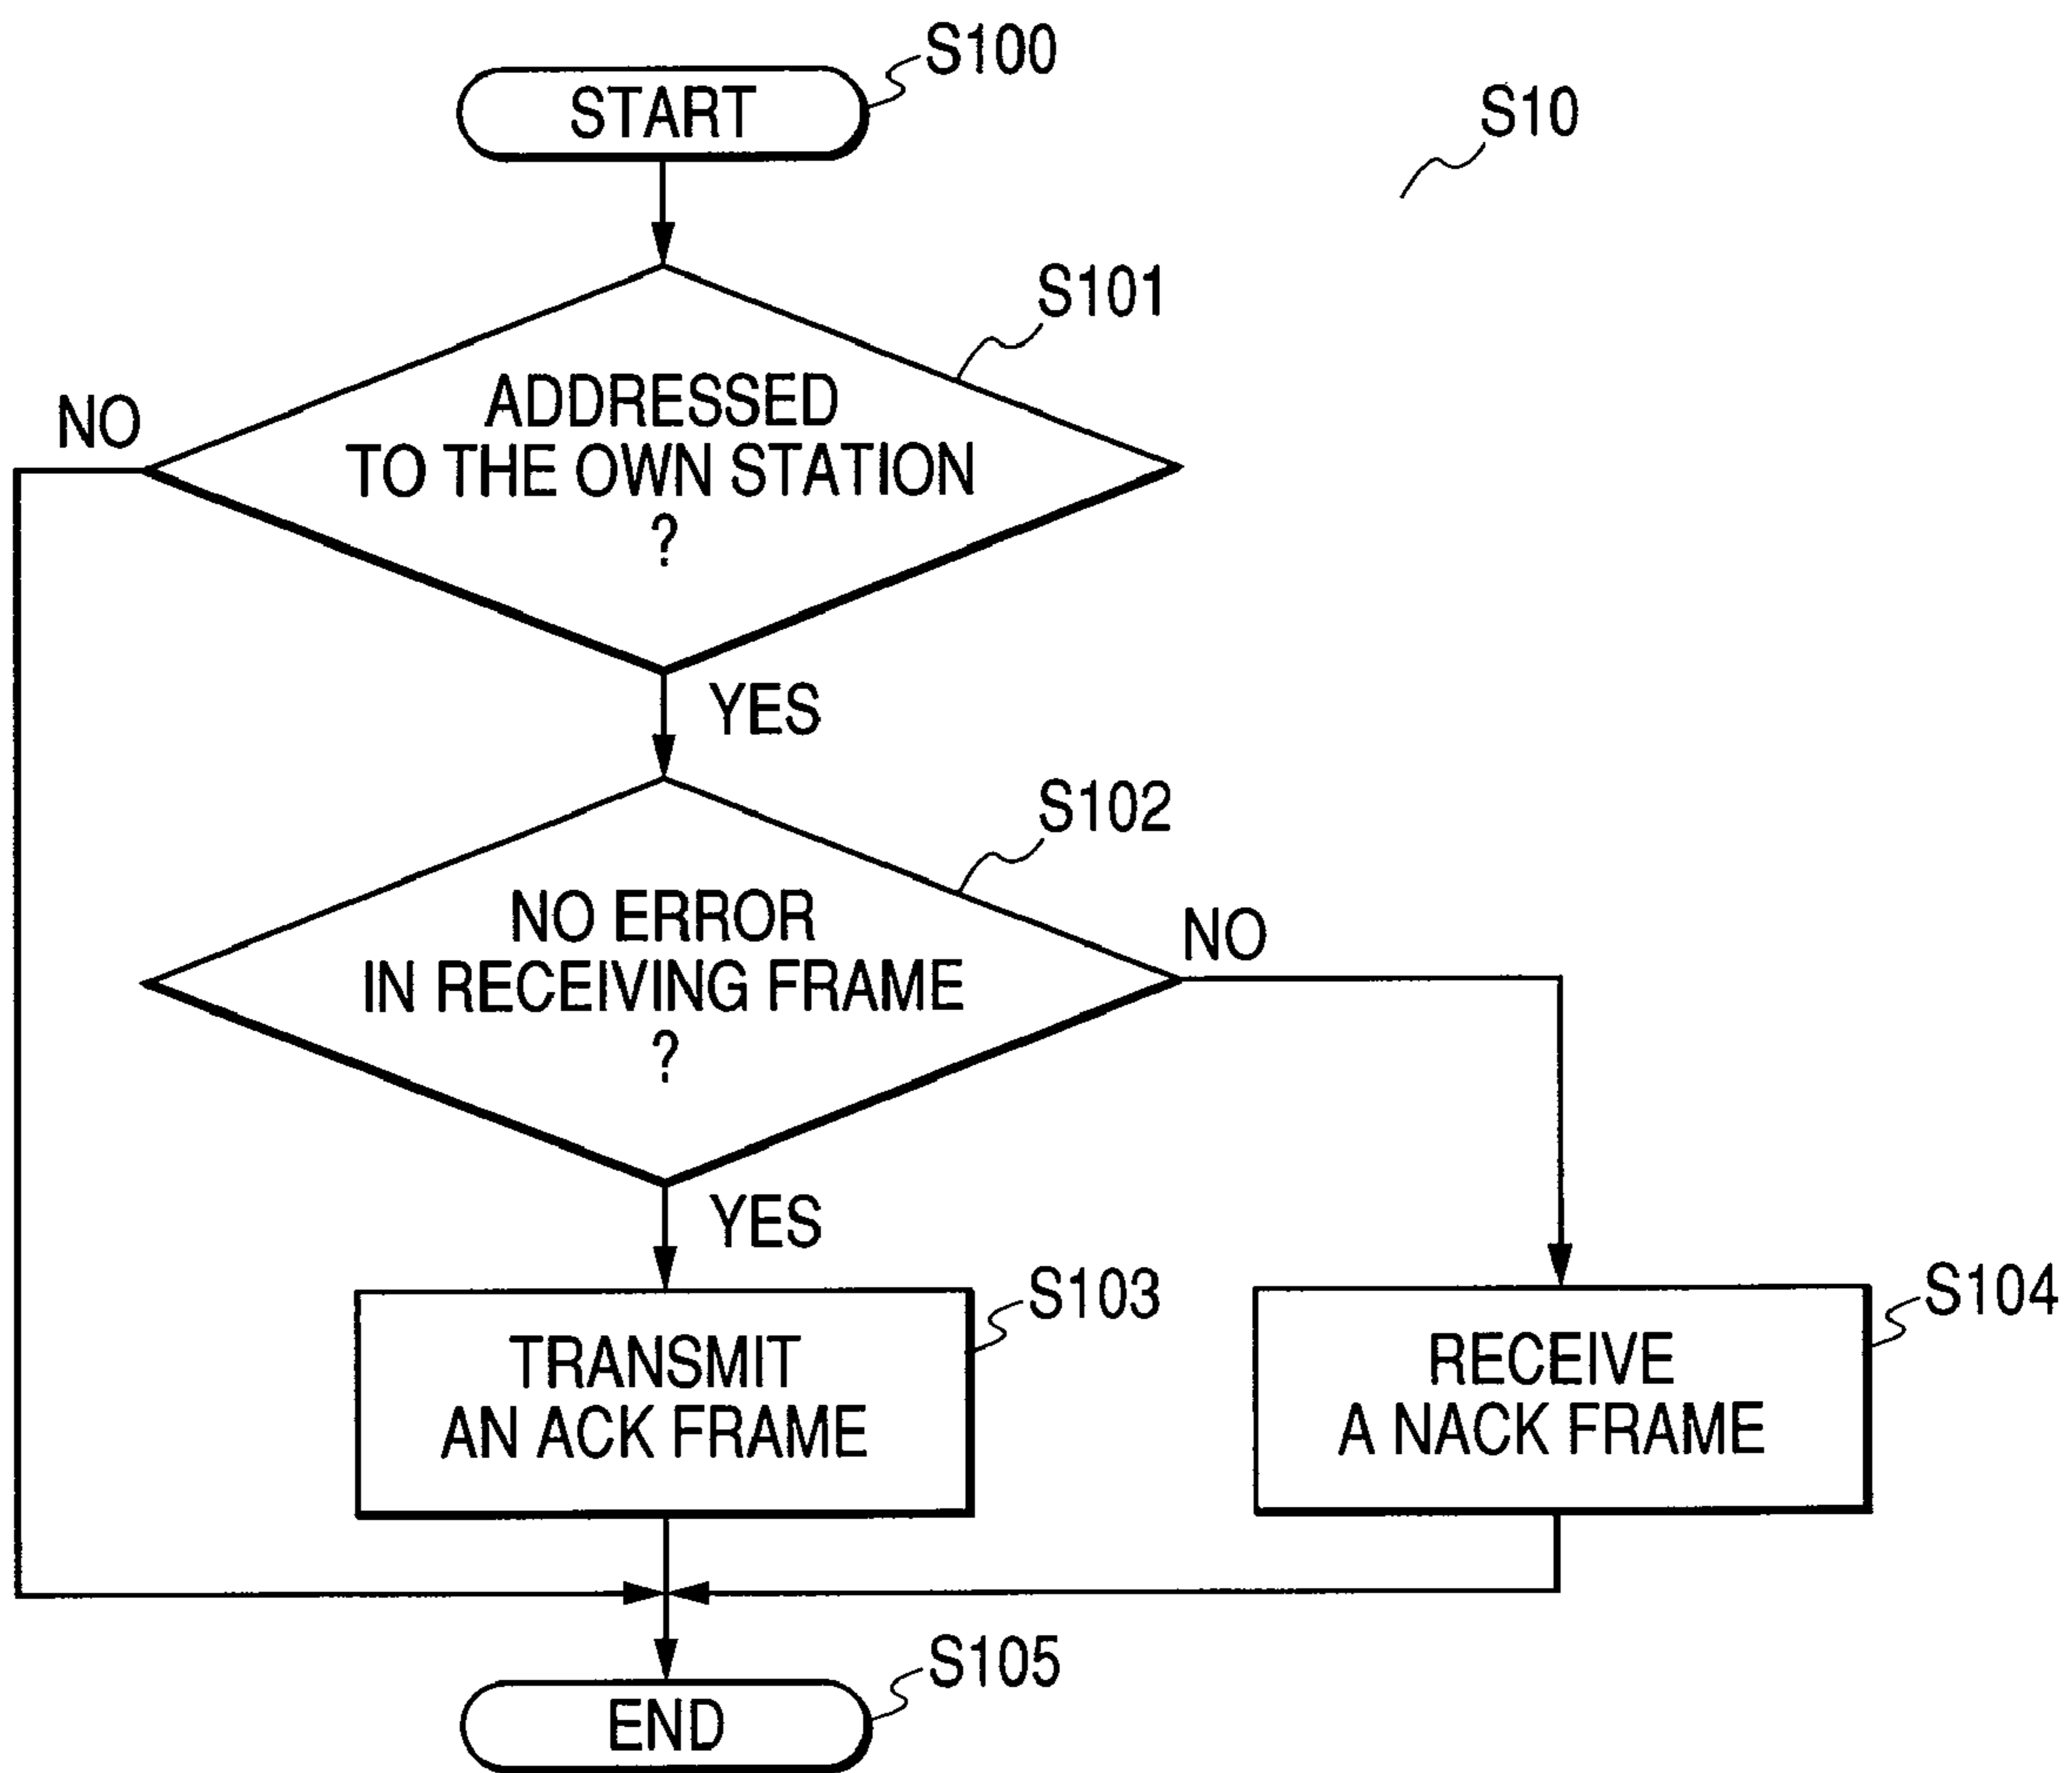 S100
START
S10
S101
ADDRESSED
TO THE OWN STATION
?
NO
YES
S102
NO ERROR
IN RECEIVING FRAME
?
NO
YES
S103
TRANSMIT
AN ACK FRAME
S104
RECEIVE
A NACK FRAME
S105
END